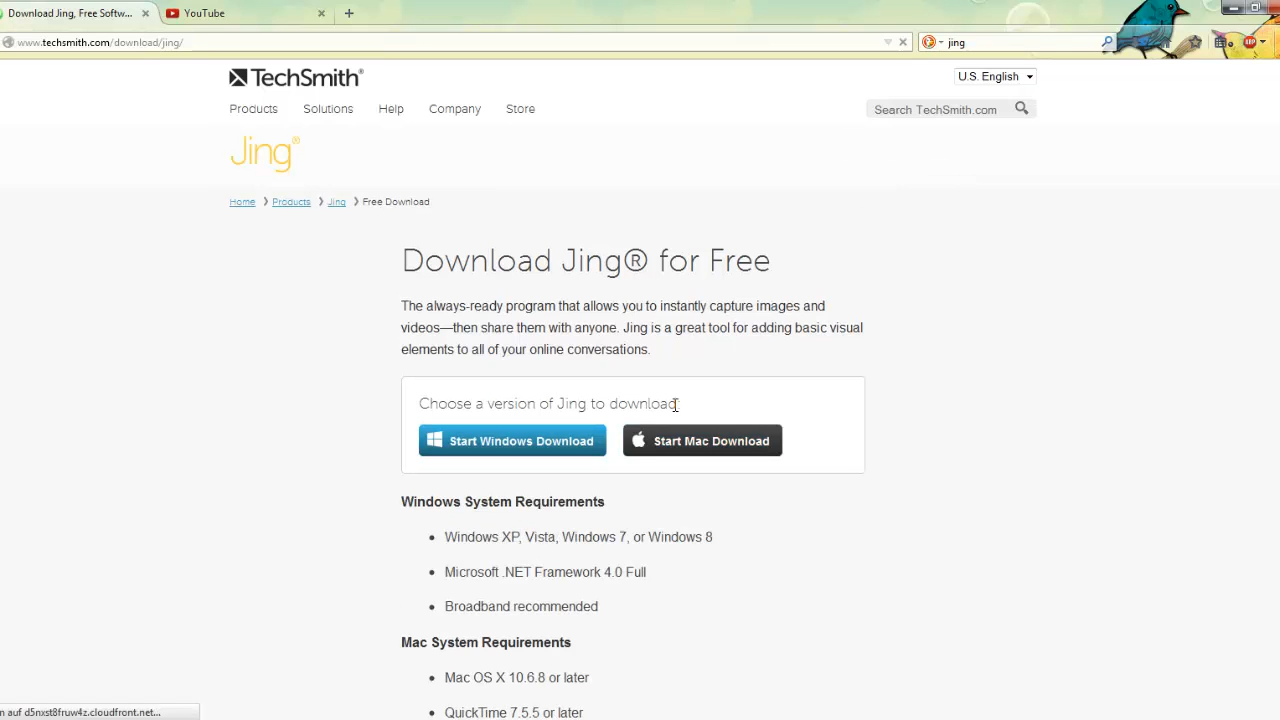 Download Jing, Free Softw...
YouTube
www.techsmith.com/download/jing/
jing
TechSmith®
U.S. English
Products
Solutions
Help
Company
Store
Search TechSmith.com
Jing®
Home
Products
Jing
Free Download
Download Jing® for Free
The always-ready program that allows you to instantly capture images and
videos—then share them with anyone. Jing is a great tool for adding basic visual
elements to all of your online conversations.
Choose a version of Jing to download:
Start Windows Download
Start Mac Download
Windows System Requirements
Windows XP, Vista, Windows 7, or Windows 8
Microsoft .NET Framework 4.0 Full
Broadband recommended
Mac System Requirements
Mac OS X 10.6.8 or later
QuickTime 7.5.5 or later
n auf d5nxst8fruw4z.cloudfront.net...